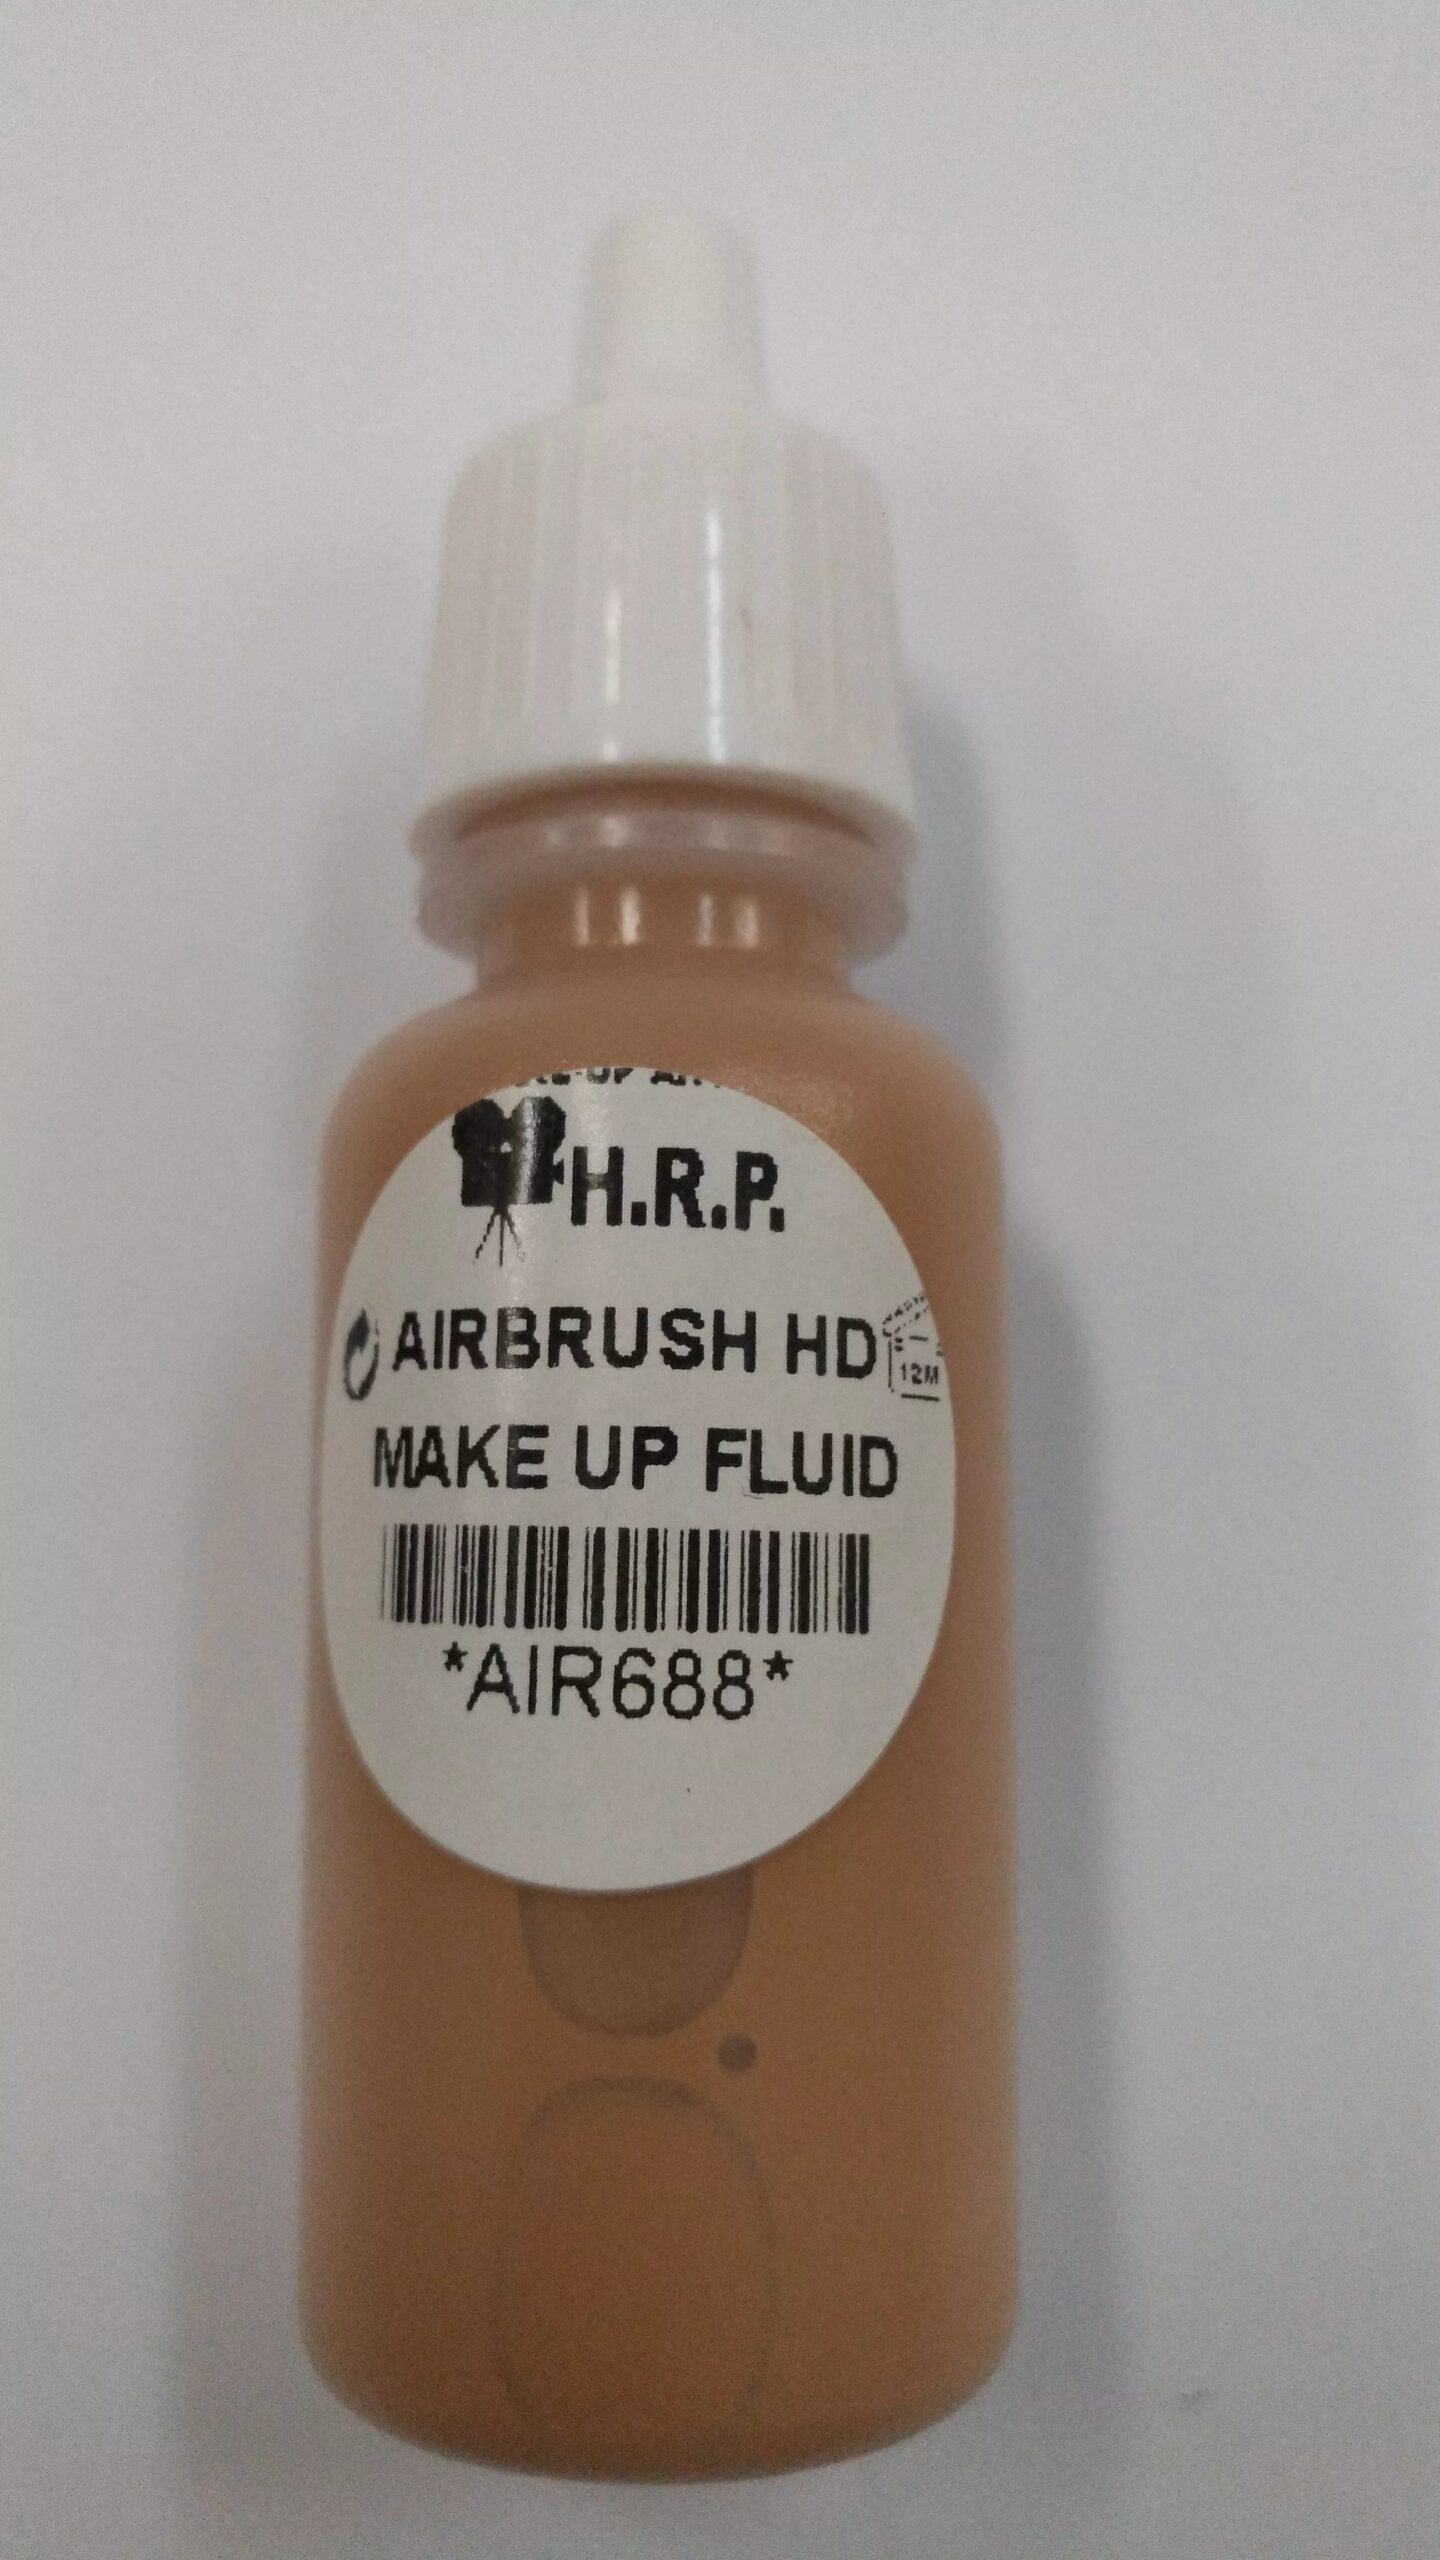 H.R.P.
AIRBRUSH HD
12M
MAKE UP FLUID
*AIR688*